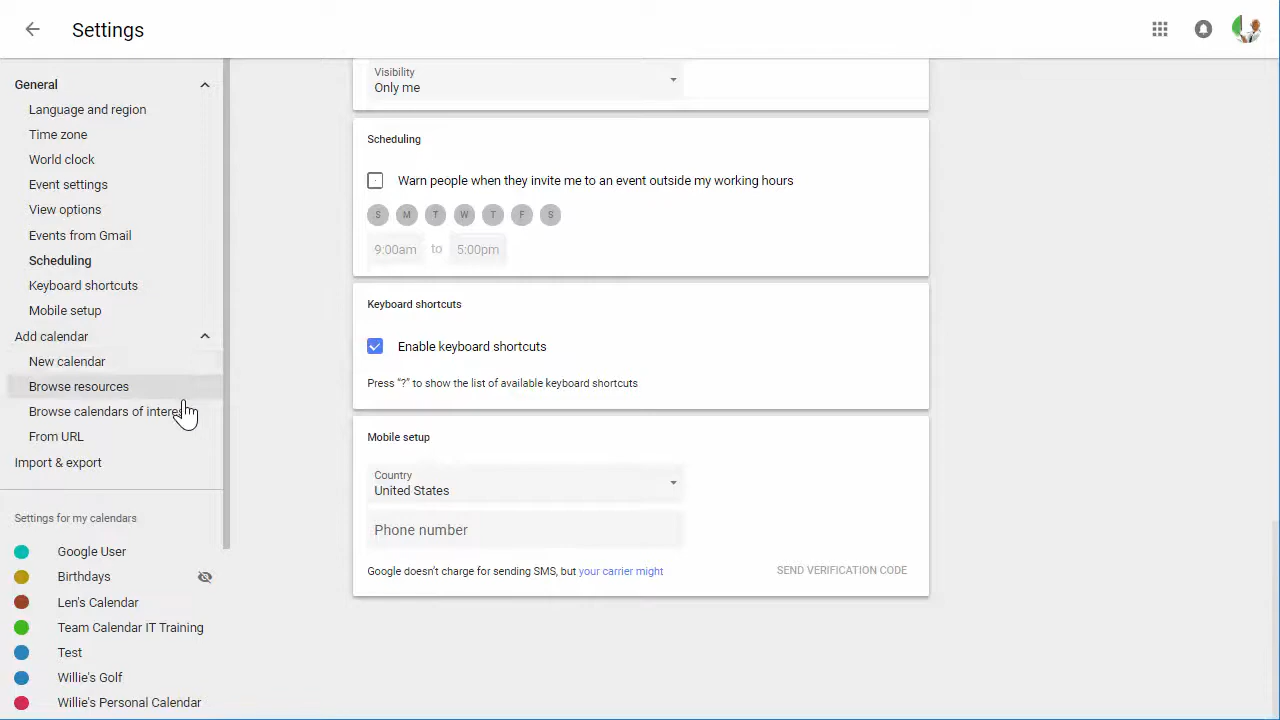 Settings
General
Language and region
Time zone
World clock
Event settings
View options
Events from Gmail
Scheduling
Keyboard shortcuts
Mobile setup
Add calendar
New calendar
Browse resources
Browse calendars of interest
From URL
Import & export
Settings for my calendars
Google User
Birthdays
Len's Calendar
Team Calendar IT Training
Test
Willie's Golf
Willie's Personal Calendar
Visibility
Only me
Scheduling
Warn people when they invite me to an event outside my working hours
S M T W T F S
9:00am to 5:00pm
Keyboard shortcuts
Enable keyboard shortcuts
Press "?" to show the list of available keyboard shortcuts
Mobile setup
Country
United States
Phone number
Google doesn't charge for sending SMS, but your carrier might
SEND VERIFICATION CODE